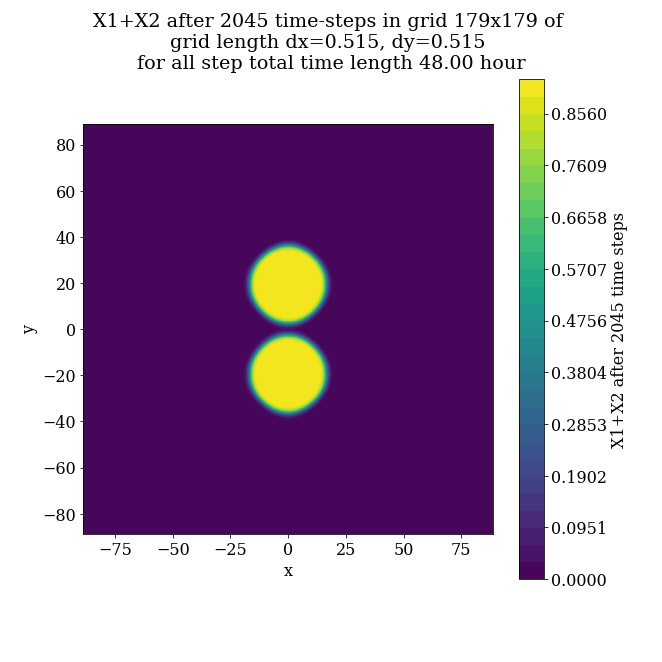 X1+X2 after 2045 time-steps in grid 179x179 of
grid length dx=0.515, dy=0.515
for all step total time length 48.00 hour
80
60
40
20
0
−20
−40
−60
−80
y
−75 −50 −25 0 25 50 75
x
0.8560
0.7609
0.6658
0.5707
0.4756
0.3804
0.2853
0.1902
0.0951
0.0000
X1+X2 after 2045 time steps